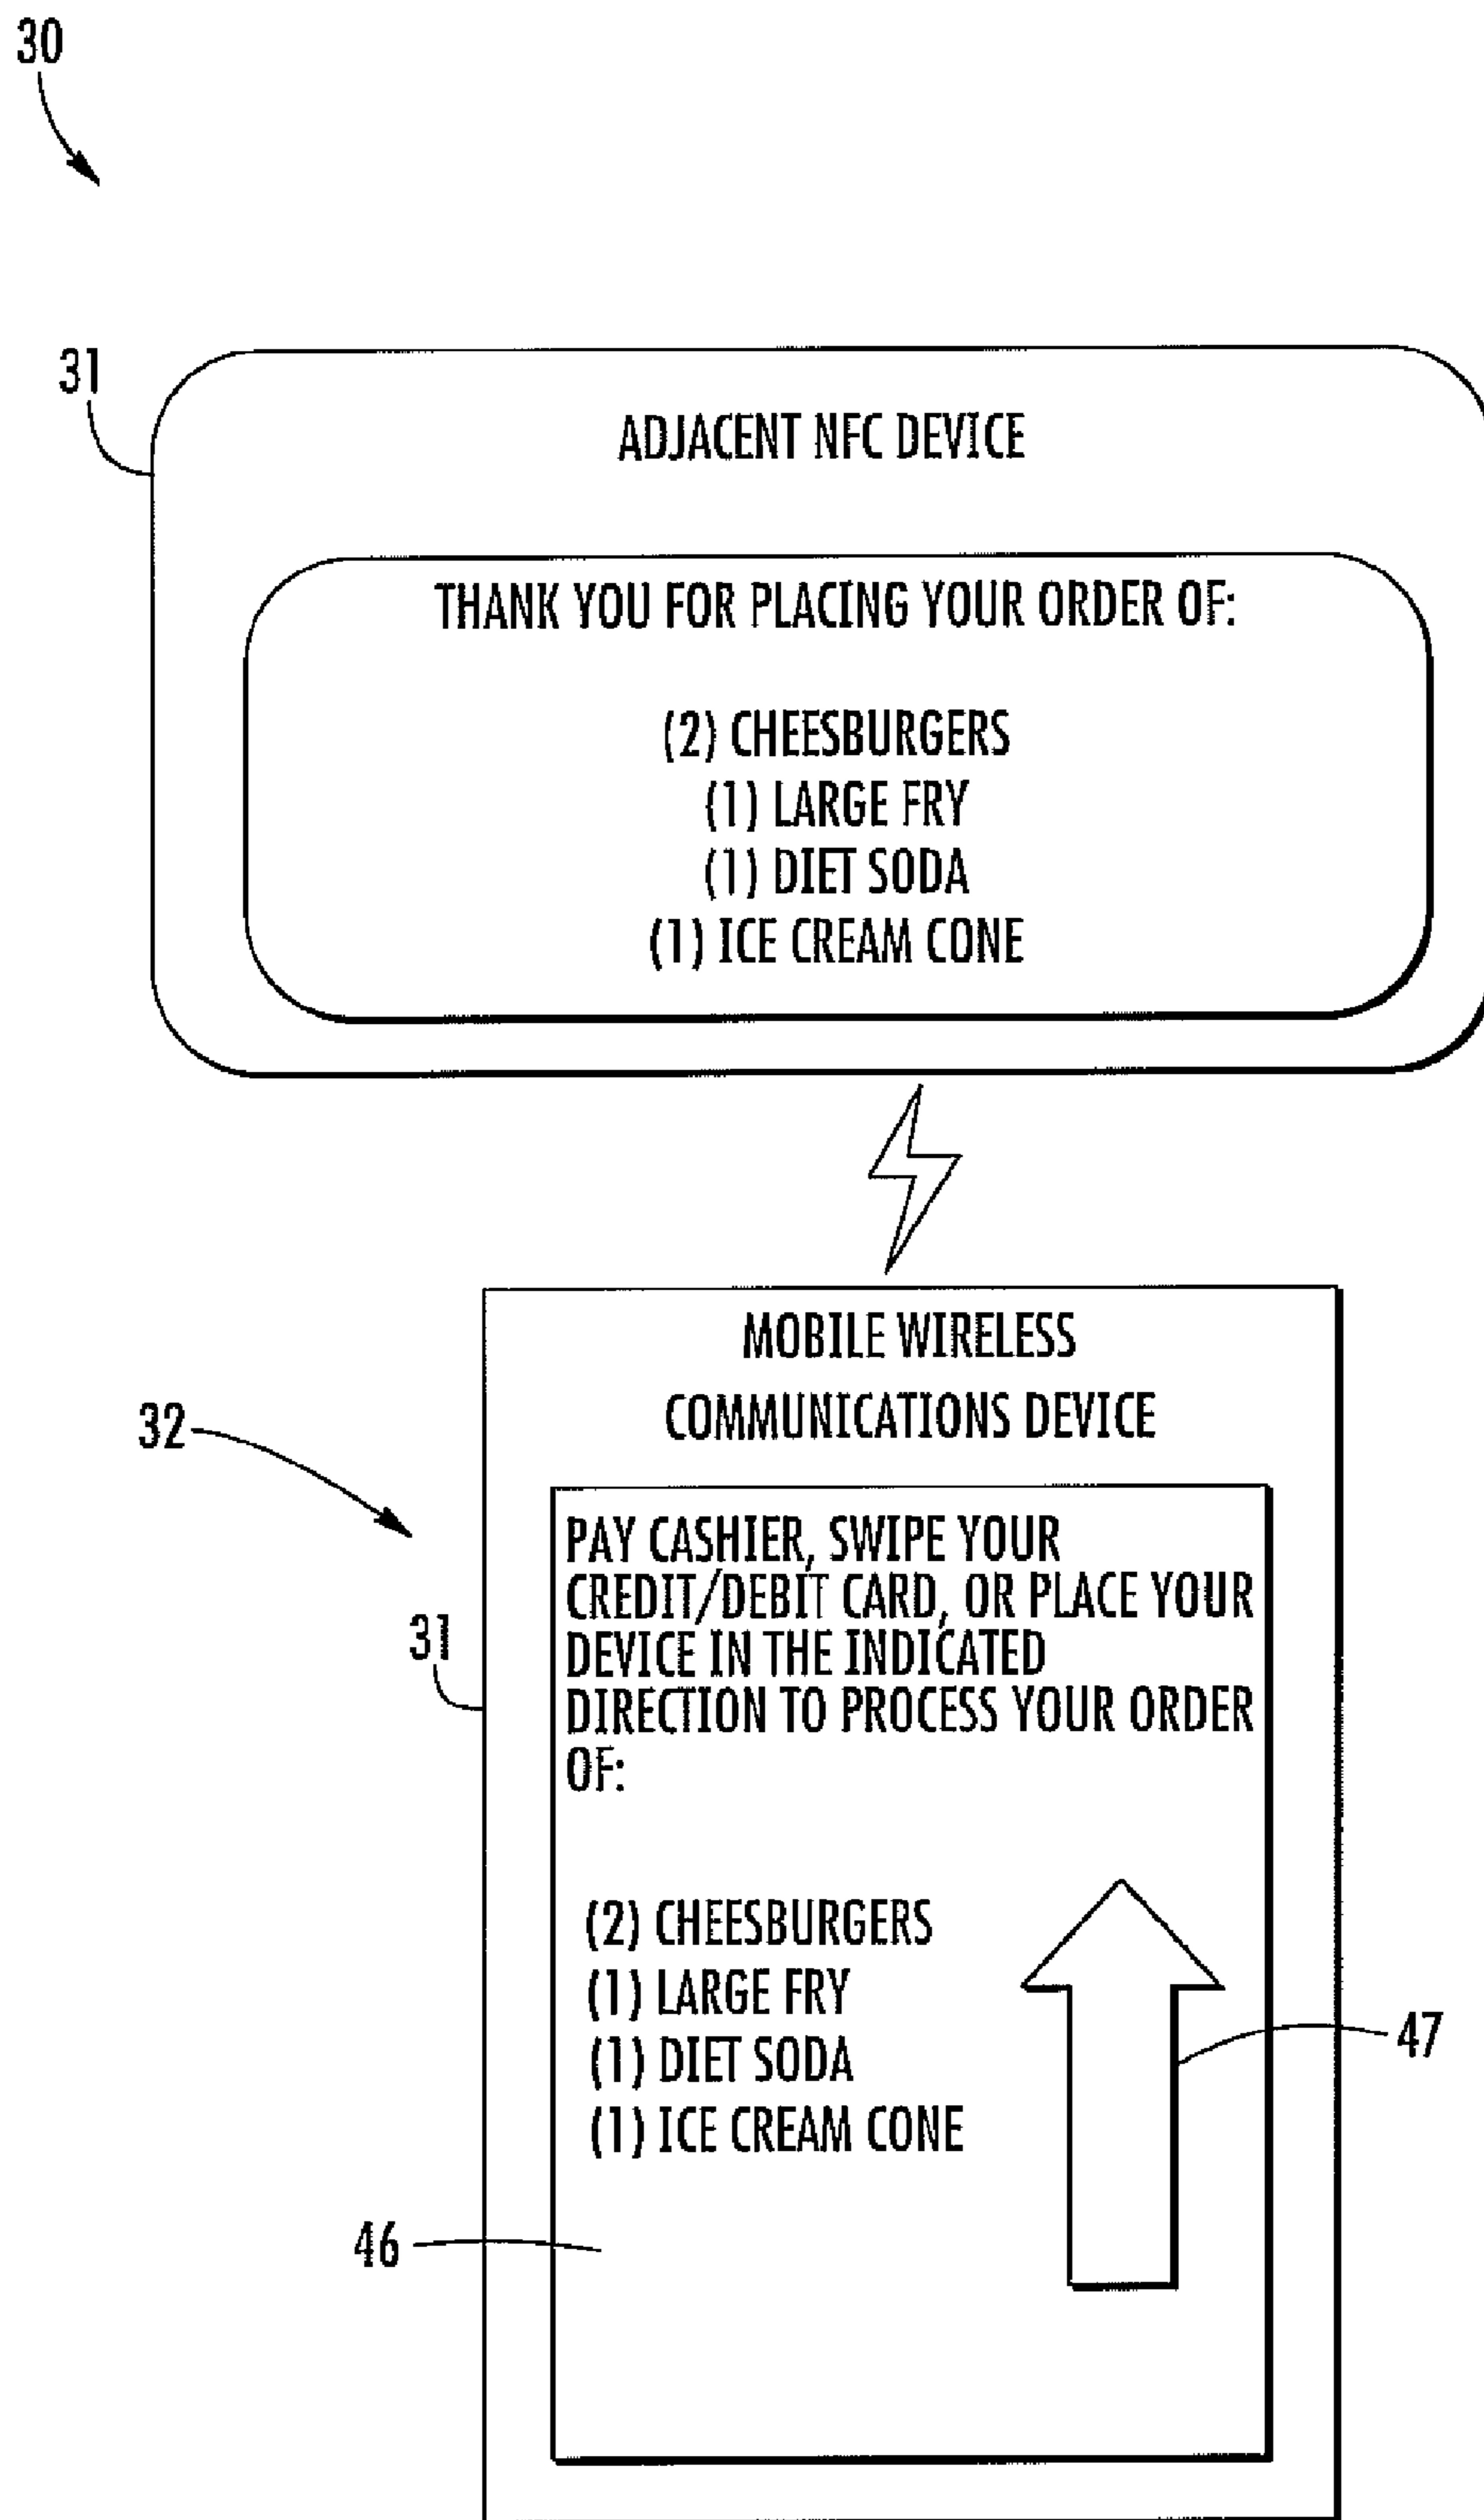 30
31
ADJACENT NFC DEVICE
THANK YOU FOR PLACING YOUR ORDER OF:
(2) CHEESBURGERS
(1) LARGE FRY
(1) DIET SODA
(1) ICE CREAM CONE
MOBILE WIRELESS
COMMUNICATIONS DEVICE
32
PAY CASHIER, SWIPE YOUR
CREDIT/DEBIT CARD, OR PLACE YOUR
DEVICE IN THE INDICATED
DIRECTION TO PROCESS YOUR ORDER
OF:
31
(2) CHEESBURGERS
(1) LARGE FRY
(1) DIET SODA
(1) ICE CREAM CONE
47
46